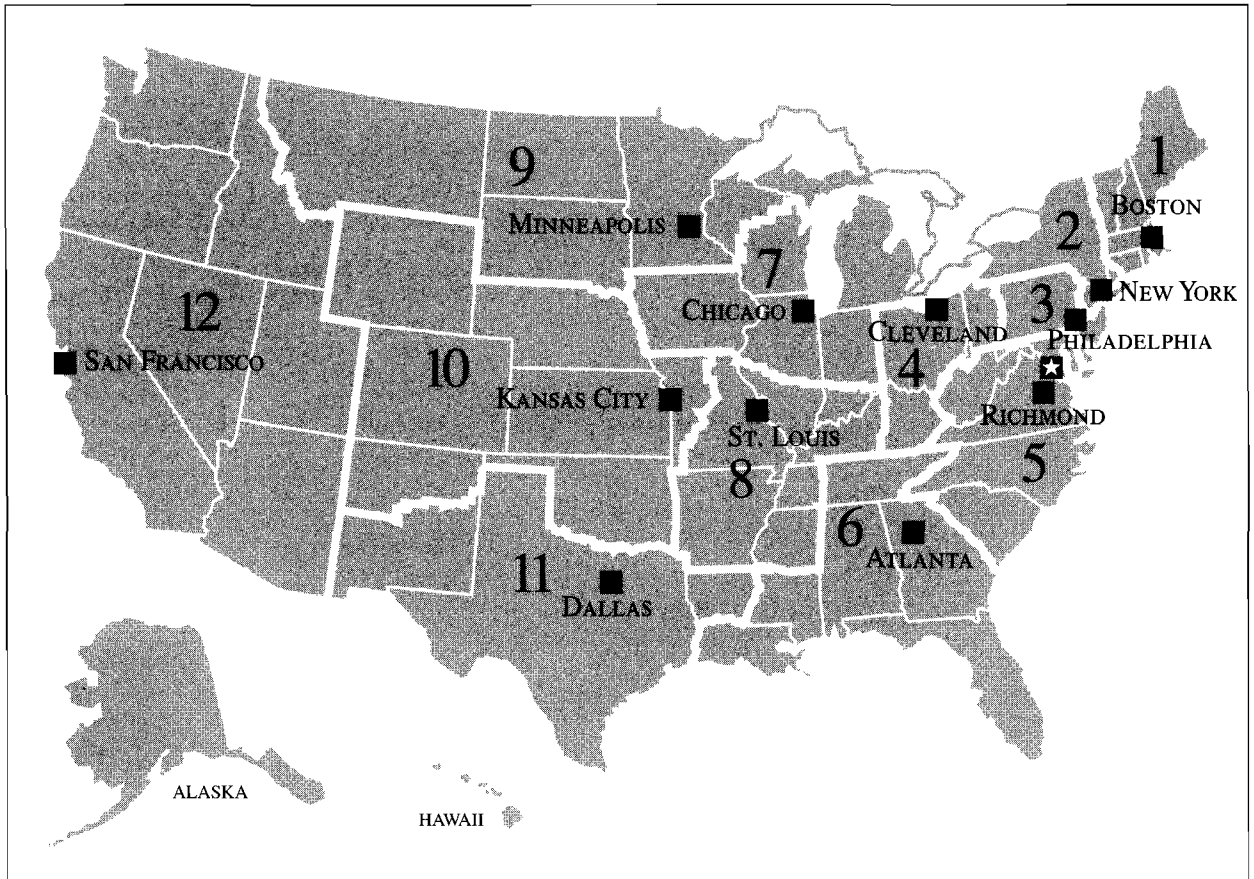 1
9
BOSTON
MINNEAPOLIS
2
7
NEW YORK
12
CHICAGO
3
CLEVELAND
PHILADELPHIA
SAN FRANCISCO
10
4
KANSAS CITY
RICHMOND
ST. LOUIS
5
8
6
ATLANTA
11
DALLAS
ALASKA
HAWAII